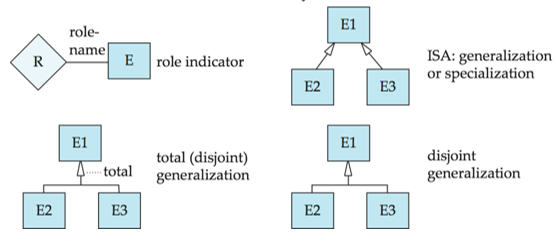 role-
name
R
E
role indicator
E1
E2
E3
ISA: generalization
or specialization
E1
total
E2
E3
total (disjoint)
generalization
E1
E2
E3
disjoint
generalization